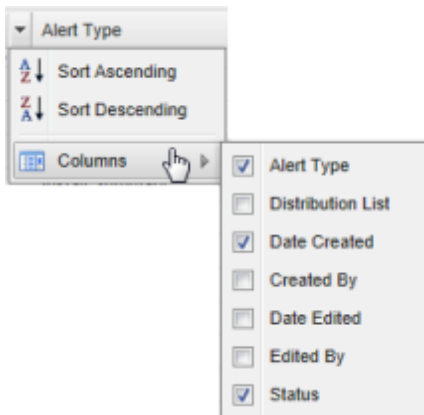 Alert Type
Sort Ascending
Sort Descending
Columns
Alert Type
Distribution List
Date Created
Created By
Date Edited
Edited By
Status